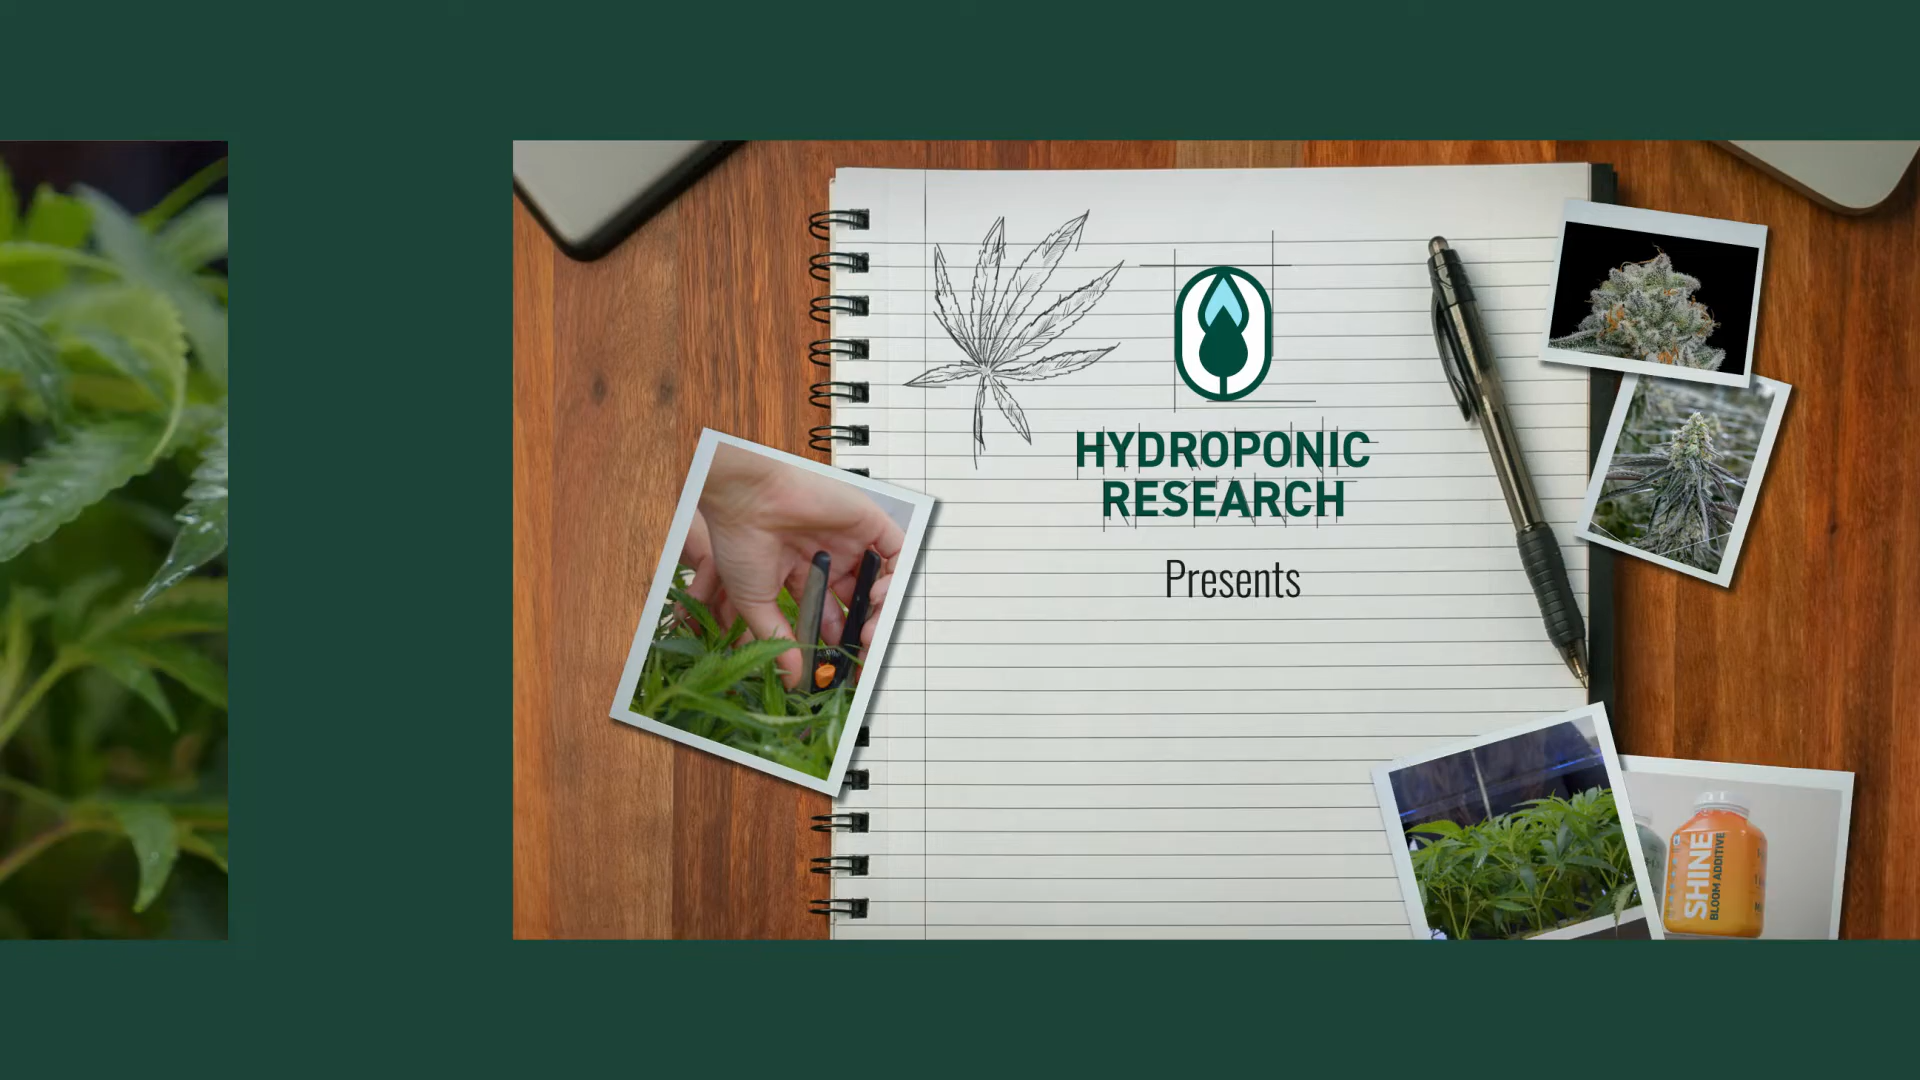 HYDROPONIC
RESEARCH
Presents
SHINE
BLOOM ADDITIVE